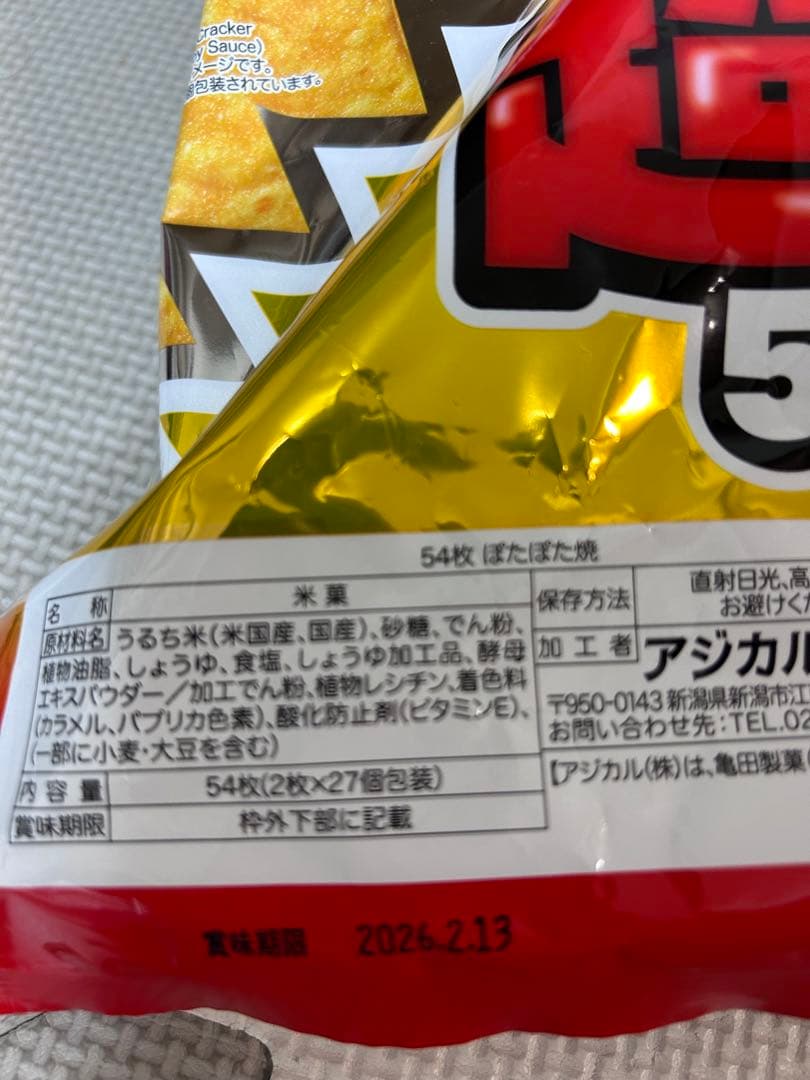 cracker
y Sauce)
メージです。
包装されています。
5
54枚 ぽたぽた焼
名 称 米菓
原材料名 うるち米(米国産、国産)、砂糖、でん粉、
植物油脂、しょうゆ、食塩、しょうゆ加工品、酵母
エキスパウダー/加工でん粉、植物レシチン、着色料
(カラメル、パプリカ色素)、酸化防止剤(ビタミンE)、
(一部に小麦・大豆を含む)
内容量 54枚(2枚×27個包装)
賞味期限 枠外下部に記載
保存方法 直射日光、高
お避けくだ
加工者 アジカル
〒950-0143 新潟県新潟市江
お問い合わせ先:TEL.02
【アジカル(株)は、亀田製菓(
賞味期限 2026.2.13